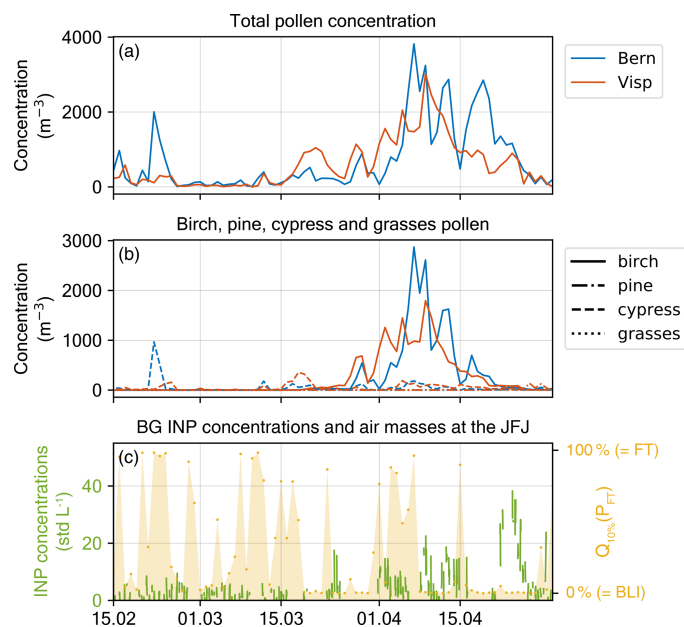 Total pollen concentration
(a)
4000
2000
0
Concentration
(m⁻³)
Bern
Visp
Birch, pine, cypress and grasses pollen
(b)
3000
2000
1000
0
Concentration
(m⁻³)
birch
pine
cypress
grasses
BG INP concentrations and air masses at the JFJ
(c)
40
20
0
INP concentrations
(std L⁻¹)
100 % (= FT)
0 % (= BLI)
Q10%(PFT)
15.02 01.03 15.03 01.04 15.04